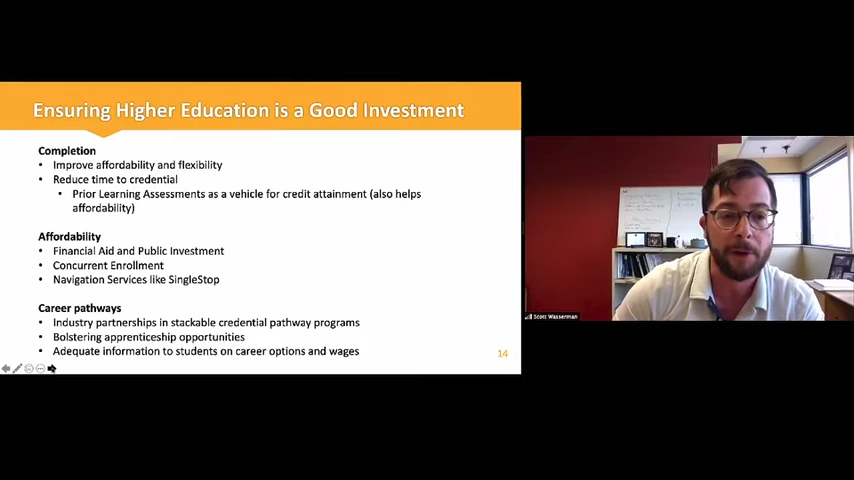 Ensuring Higher Education is a Good Investment
Completion
• Improve affordability and flexibility
• Reduce time to credential
• Prior Learning Assessments as a vehicle for credit attainment (also helps
affordability)
Affordability
• Financial Aid and Public Investment
• Concurrent Enrollment
• Navigation Services like SingleStop
Career pathways
• Industry partnerships in stackable credential pathway programs
• Bolstering apprenticeship opportunities
• Adequate information to students on career options and wages
14
Scott Wasserman